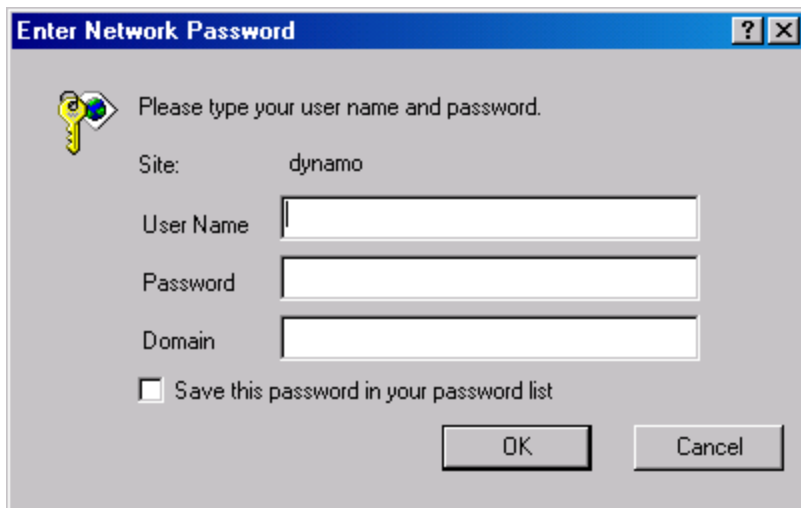 Enter Network Password
Please type your user name and password.
Site: dynamo
User Name
Password
Domain
Save this password in your password list
OK Cancel